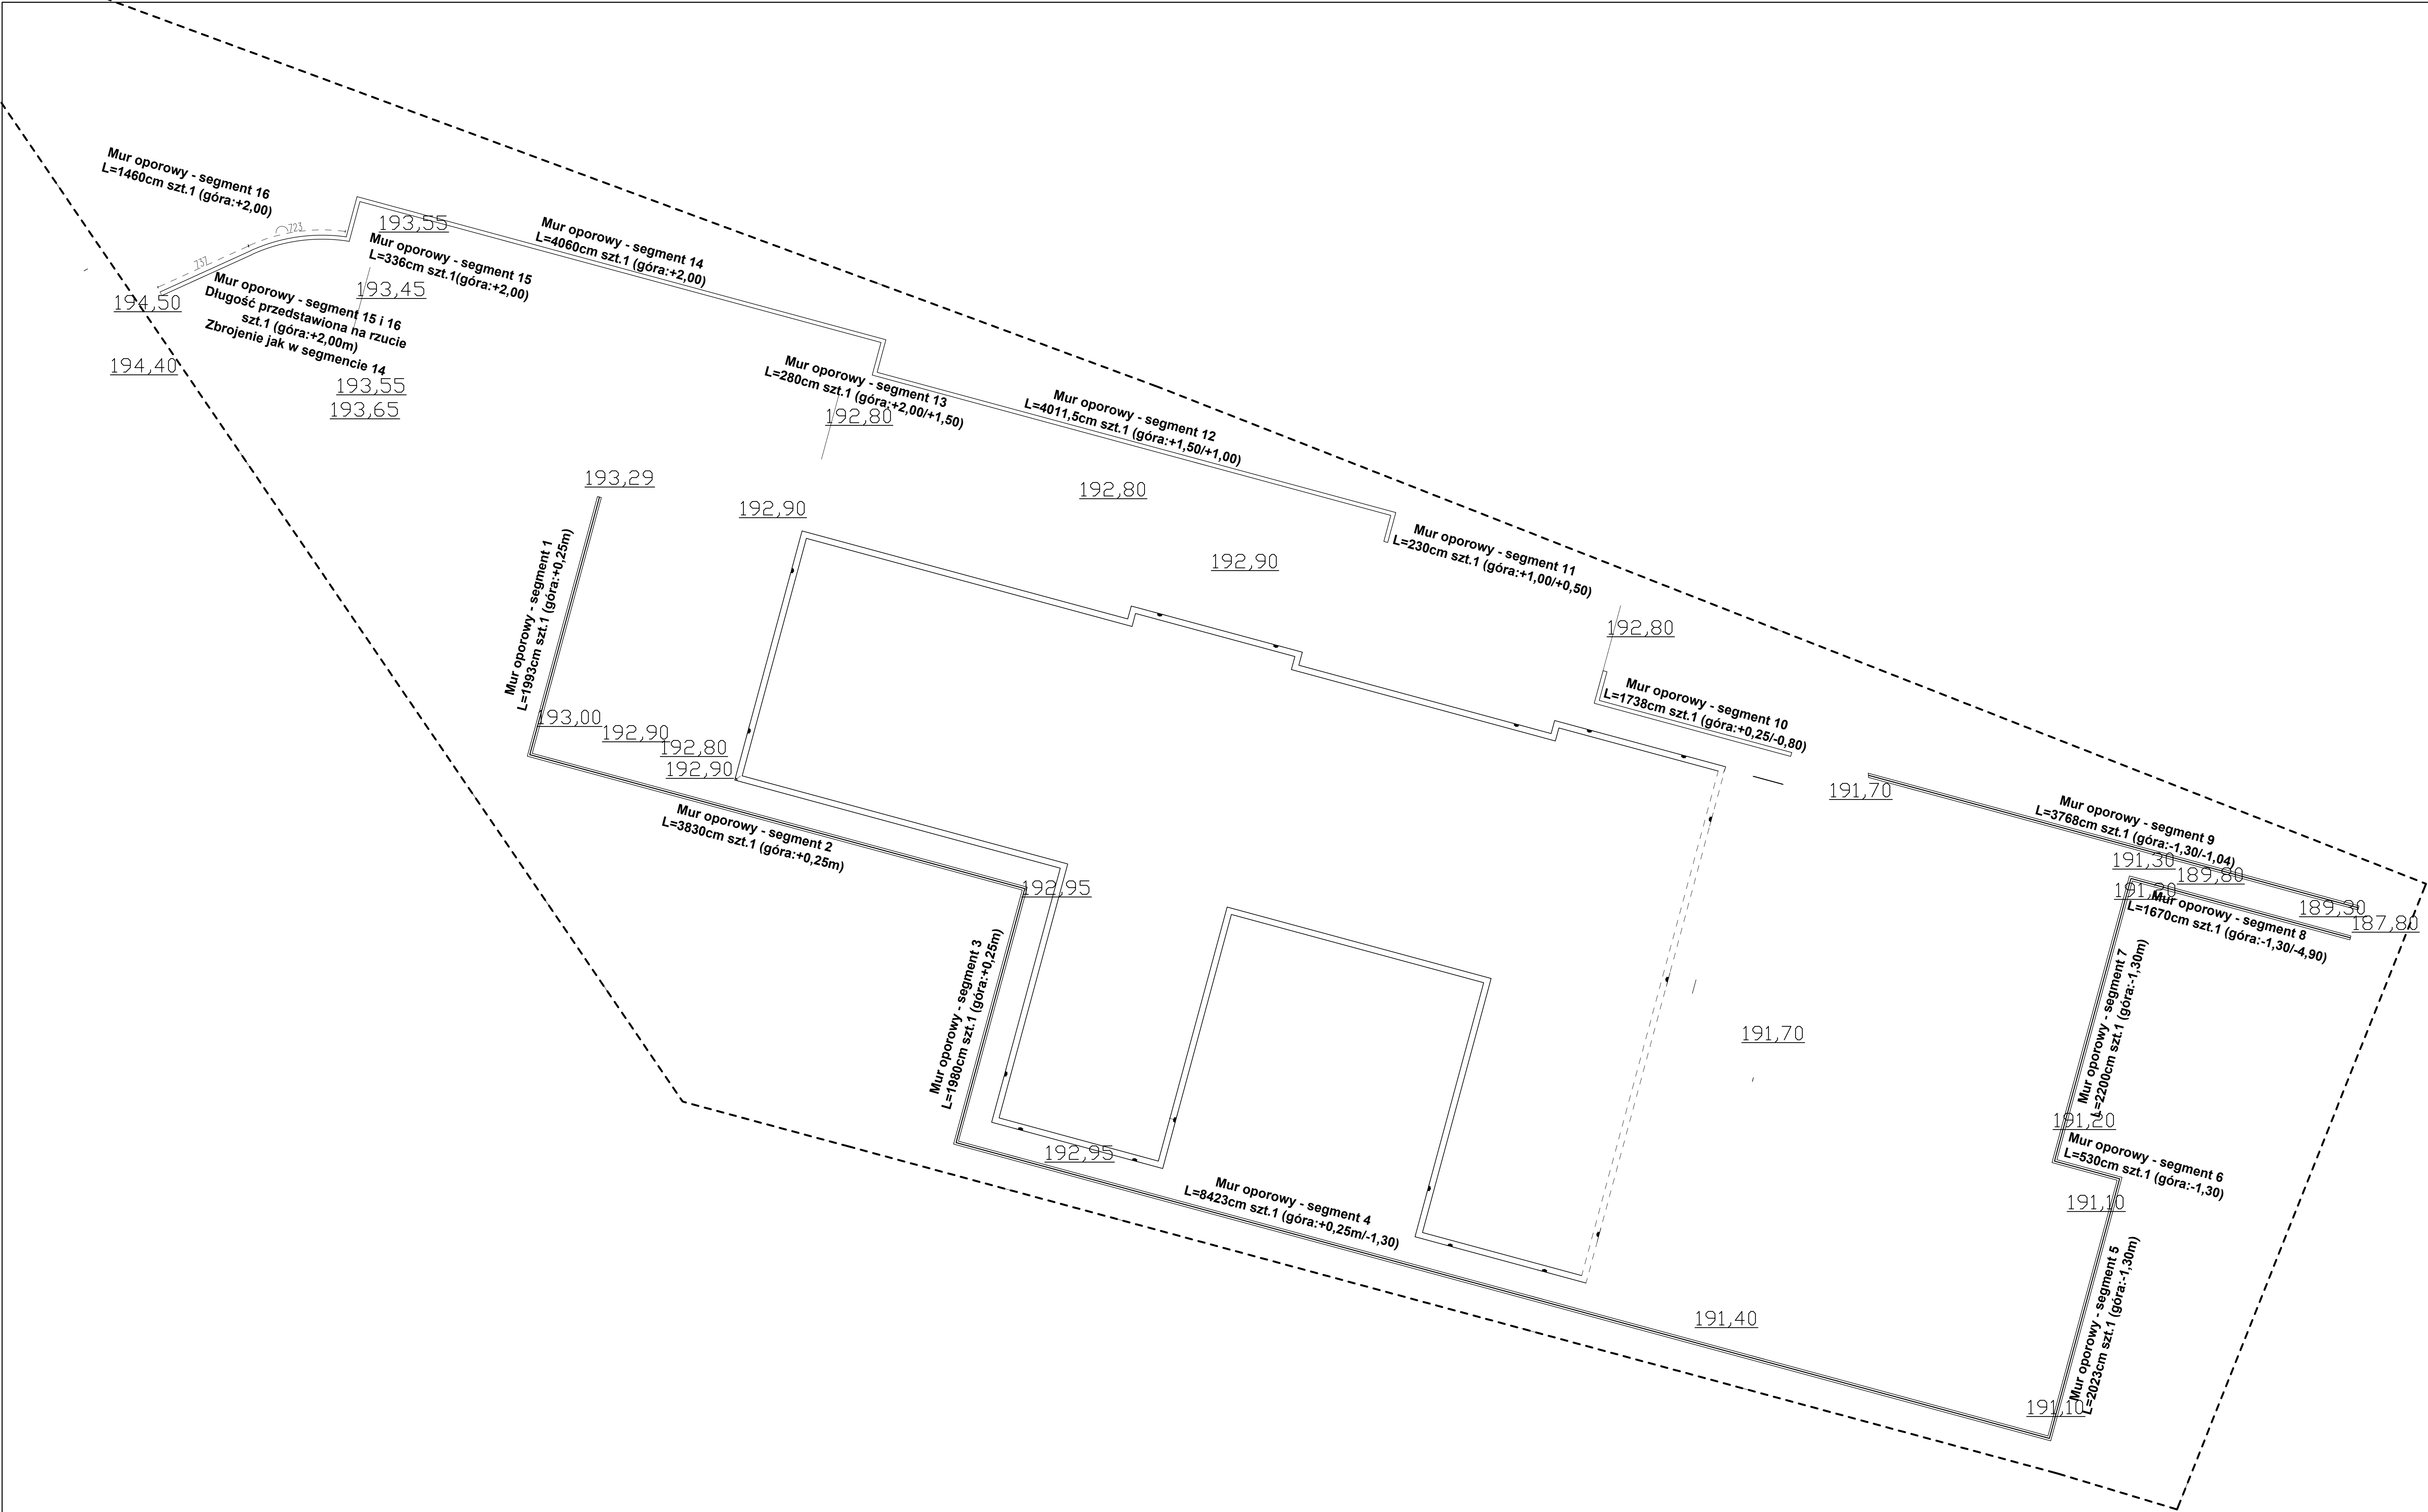 Mur oporowy - segment 16
L=1460cm szt.1 (góra:+2,00)
732
723
193,55
Mur oporowy - segment 15
L=336cm szt.1(góra:+2,00)
193,45
Mur oporowy - segment 14
L=4060cm szt.1 (góra:+2,00)
194,50
Mur oporowy - segment 15 i 16
Długość przedstawiona na rzucie
szt.1 (góra:+2,00m)
Zbrojenie jak w segmencie 14
194,40
193,55
193,65
Mur oporowy - segment 13
L=280cm szt.1 (góra:+2,00/+1,50)
192,80
Mur oporowy - segment 12
L=4011,5cm szt.1 (góra:+1,50/+1,00)
193,29
192,90
192,80
192,90
Mur oporowy - segment 11
L=230cm szt.1 (góra:+1,00/+0,50)
192,80
Mur oporowy - segment 1
L=1993cm szt.1 (góra:+0,25m)
193,00
192,90
192,80
192,90
Mur oporowy - segment 10
L=1738cm szt.1 (góra:+0,25/-0,80)
191,70
Mur oporowy - segment 2
L=3830cm szt.1 (góra:+0,25m)
192,95
Mur oporowy - segment 9
L=3768cm szt.1 (góra:-1,30/-1,04)
191,30
189,80
Mur oporowy - segment 8
L=1670cm szt.1 (góra:-1,30/-4,90)
189,30
187,80
Mur oporowy - segment 3
L=1980cm szt.1 (góra:+0,25m)
191,70
Mur oporowy - segment 7
L=2200cm szt.1 (góra:-1,30m)
191,20
192,95
Mur oporowy - segment 6
L=530cm szt.1 (góra:-1,30)
191,10
Mur oporowy - segment 4
L=8423cm szt.1 (góra:+0,25m/-1,30)
191,40
Mur oporowy - segment 5
L=2023cm szt.1 (góra:-1,30m)
191,10